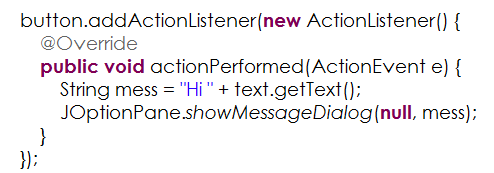 button.addActionListener(new ActionListener() {
@Override
public void actionPerformed(ActionEvent e) {
String mess = "Hi " + text.getText();
JOptionPane.showMessageDialog(null, mess);
}
});